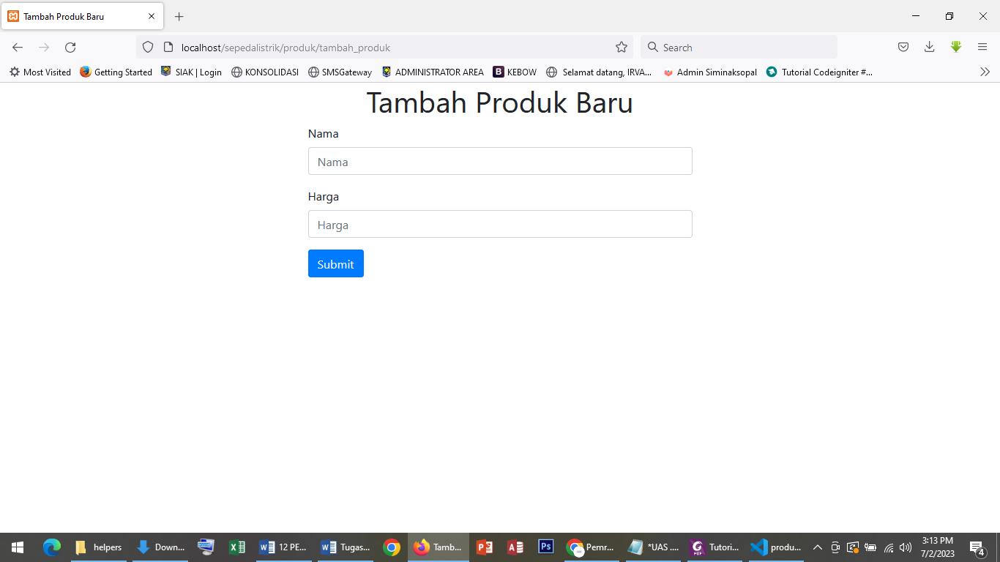 Tambah Produk Baru
localhost/sepedalistrik/produk/tambah_produk
Search
Most Visited Getting Started SIAK | Login KONSOLIDASI SMSGateway ADMINISTRATOR AREA B KEBOW Selamat datang, IRVA... Admin Siminaksopal Tutorial Codeigniter #...
Tambah Produk Baru
Nama
Nama
Harga
Harga
Submit
helpers Down... 12 PE... Tugas... Tamb... Ps Pemr... *UAS .... Tutori... produ... 3:13 PM
7/2/2023 4